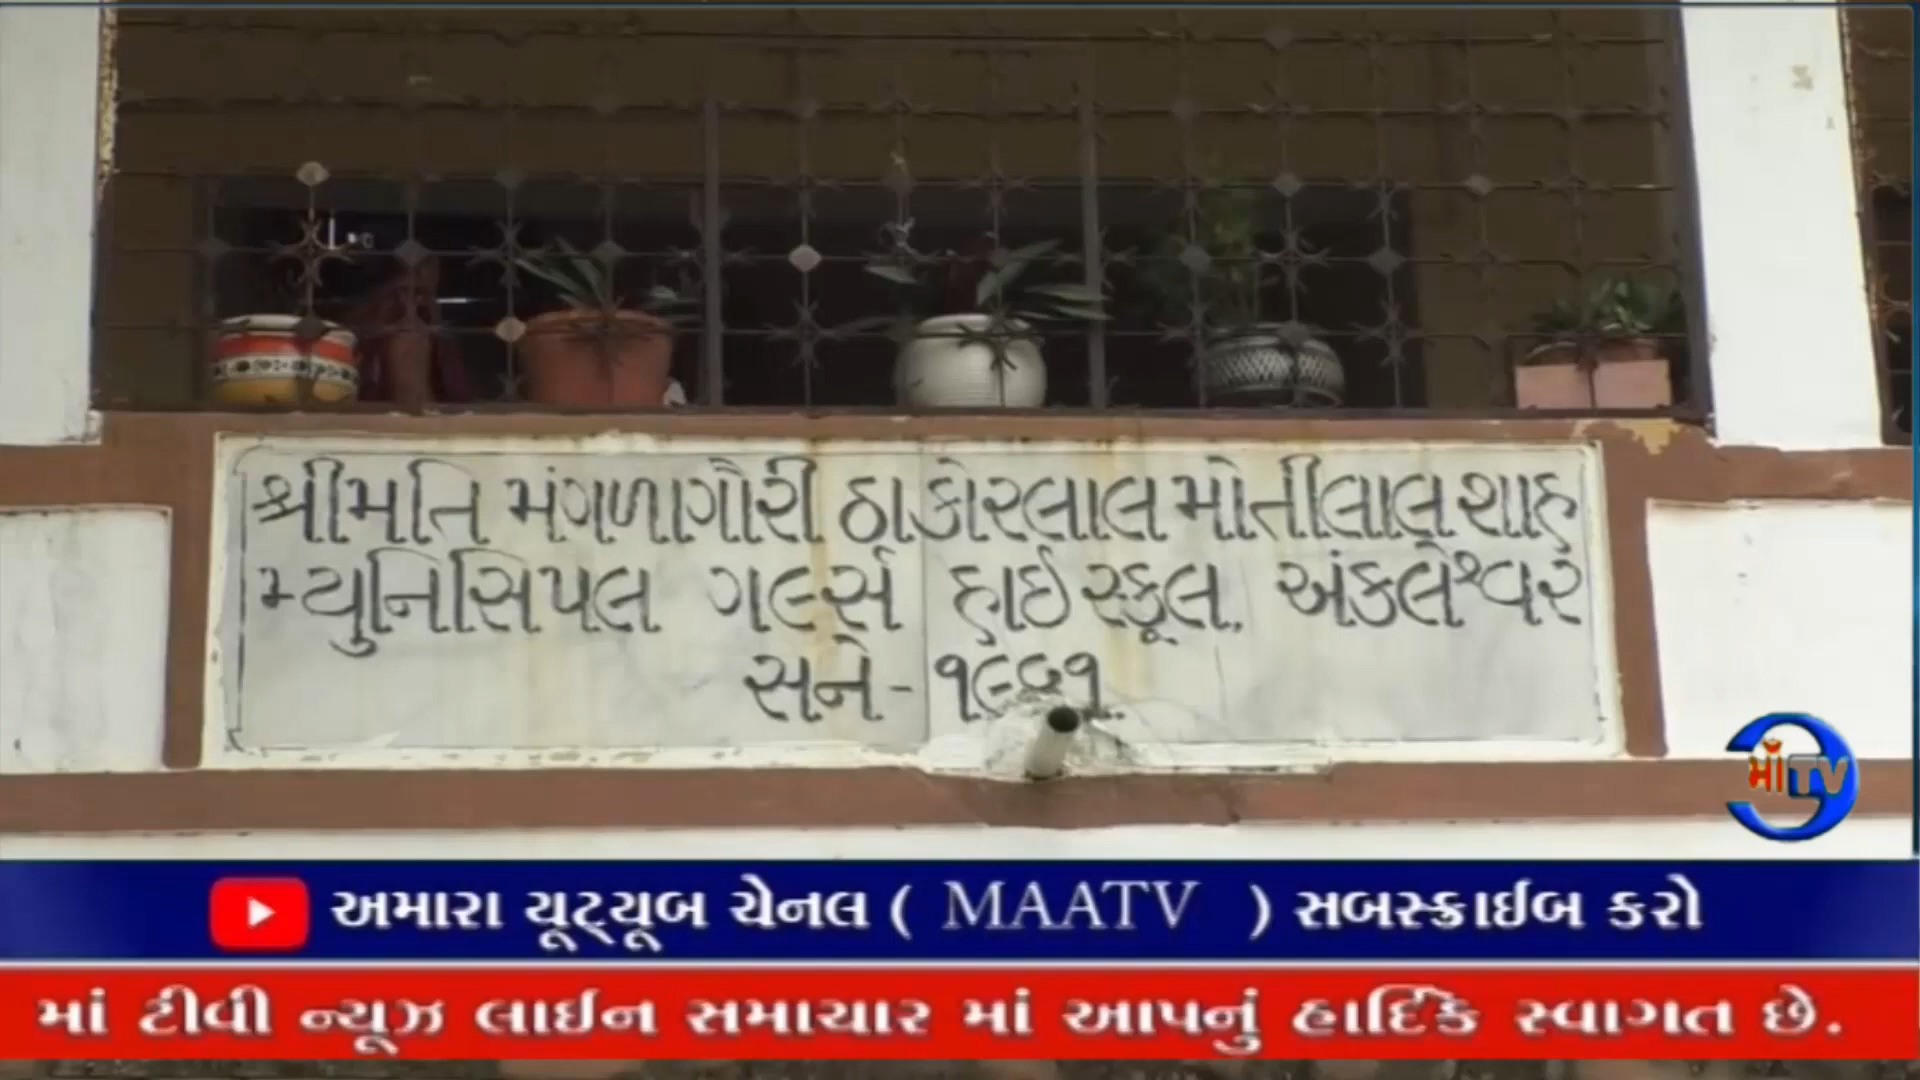 શ્રીમતિ મંગળાગૌરી ઠાકોરલાલ મોતીલાલ શાહ
મ્યુનિસિપલ ગર્લ્સ હાઈસ્કૂલ. અંકલેશ્વર
સને-
માઁ TV
અમારા યૂટ્યૂબ ચેનલ ( MAATV ) સબસ્ક્રાઈબ કરો
માં ટીવી ન્યૂઝ લાઈન સમાચાર માં આપનું હાર્દિક સ્વાગત છે.